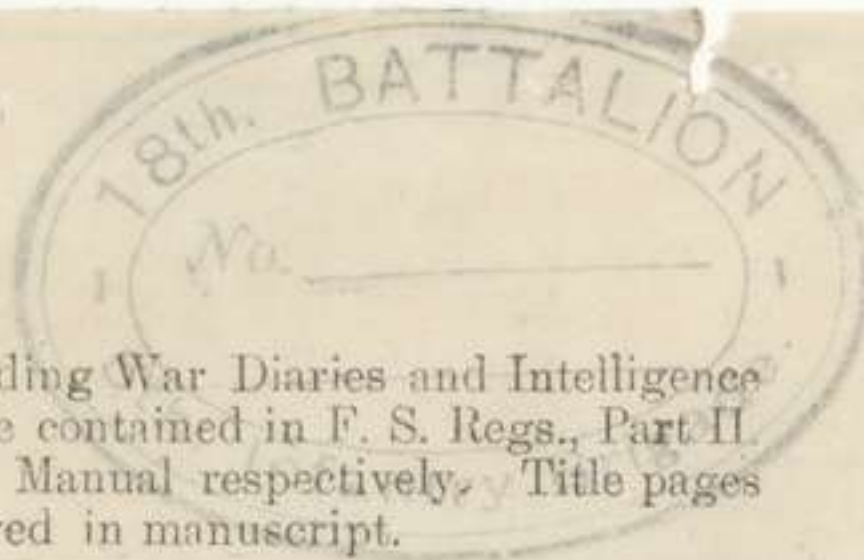 18th. BATTALION
No.
ding War Diaries and Intelligence
e contained in F. S. Regs., Part II.
Manual respectively. Title pages
ed in manuscript.